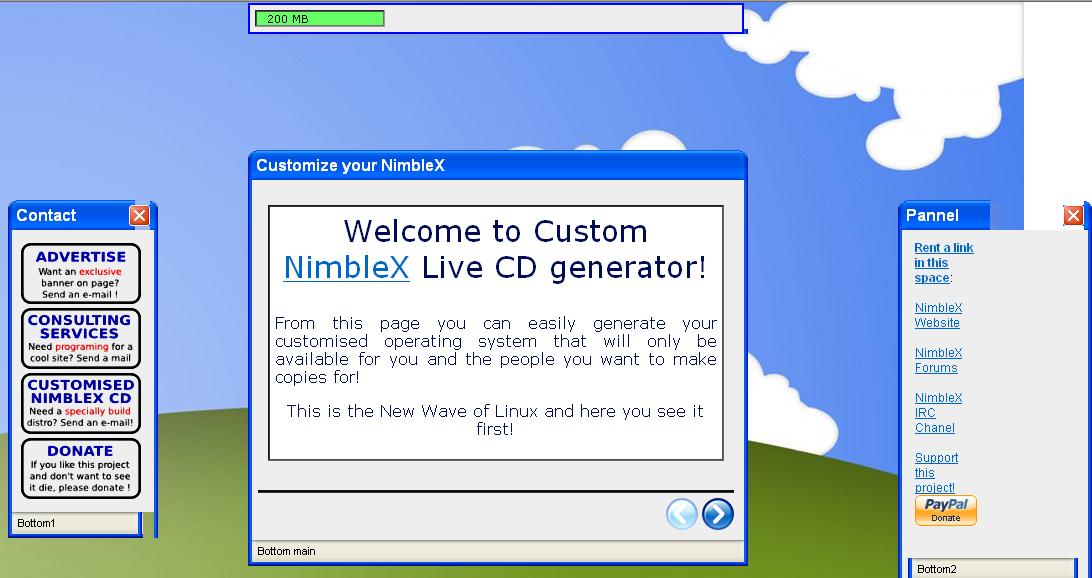 200 MB
Customize your NimbleX
Welcome to Custom
NimbleX Live CD generator!
From this page you can easily generate your
customised operating system that will only be
available for you and the people you want to make
copies for!
This is the New Wave of Linux and here you see it
first!
Bottom main
Contact
ADVERTISE
Want an exclusive
banner on page?
Send an e-mail !
CONSULTING
SERVICES
Need programing for a
cool site? Send a mail
CUSTOMISED
NIMBLEX CD
Need a specially build
distro? Send an e-mail!
DONATE
If you like this project
and don't want to see
it die, please donate !
Bottom1
Pannel
Rent a link
in this
space:
NimbleX
Website
NimbleX
Forums
NimbleX
IRC
Chanel
Support
this
project!
PayPal
Donate
Bottom2